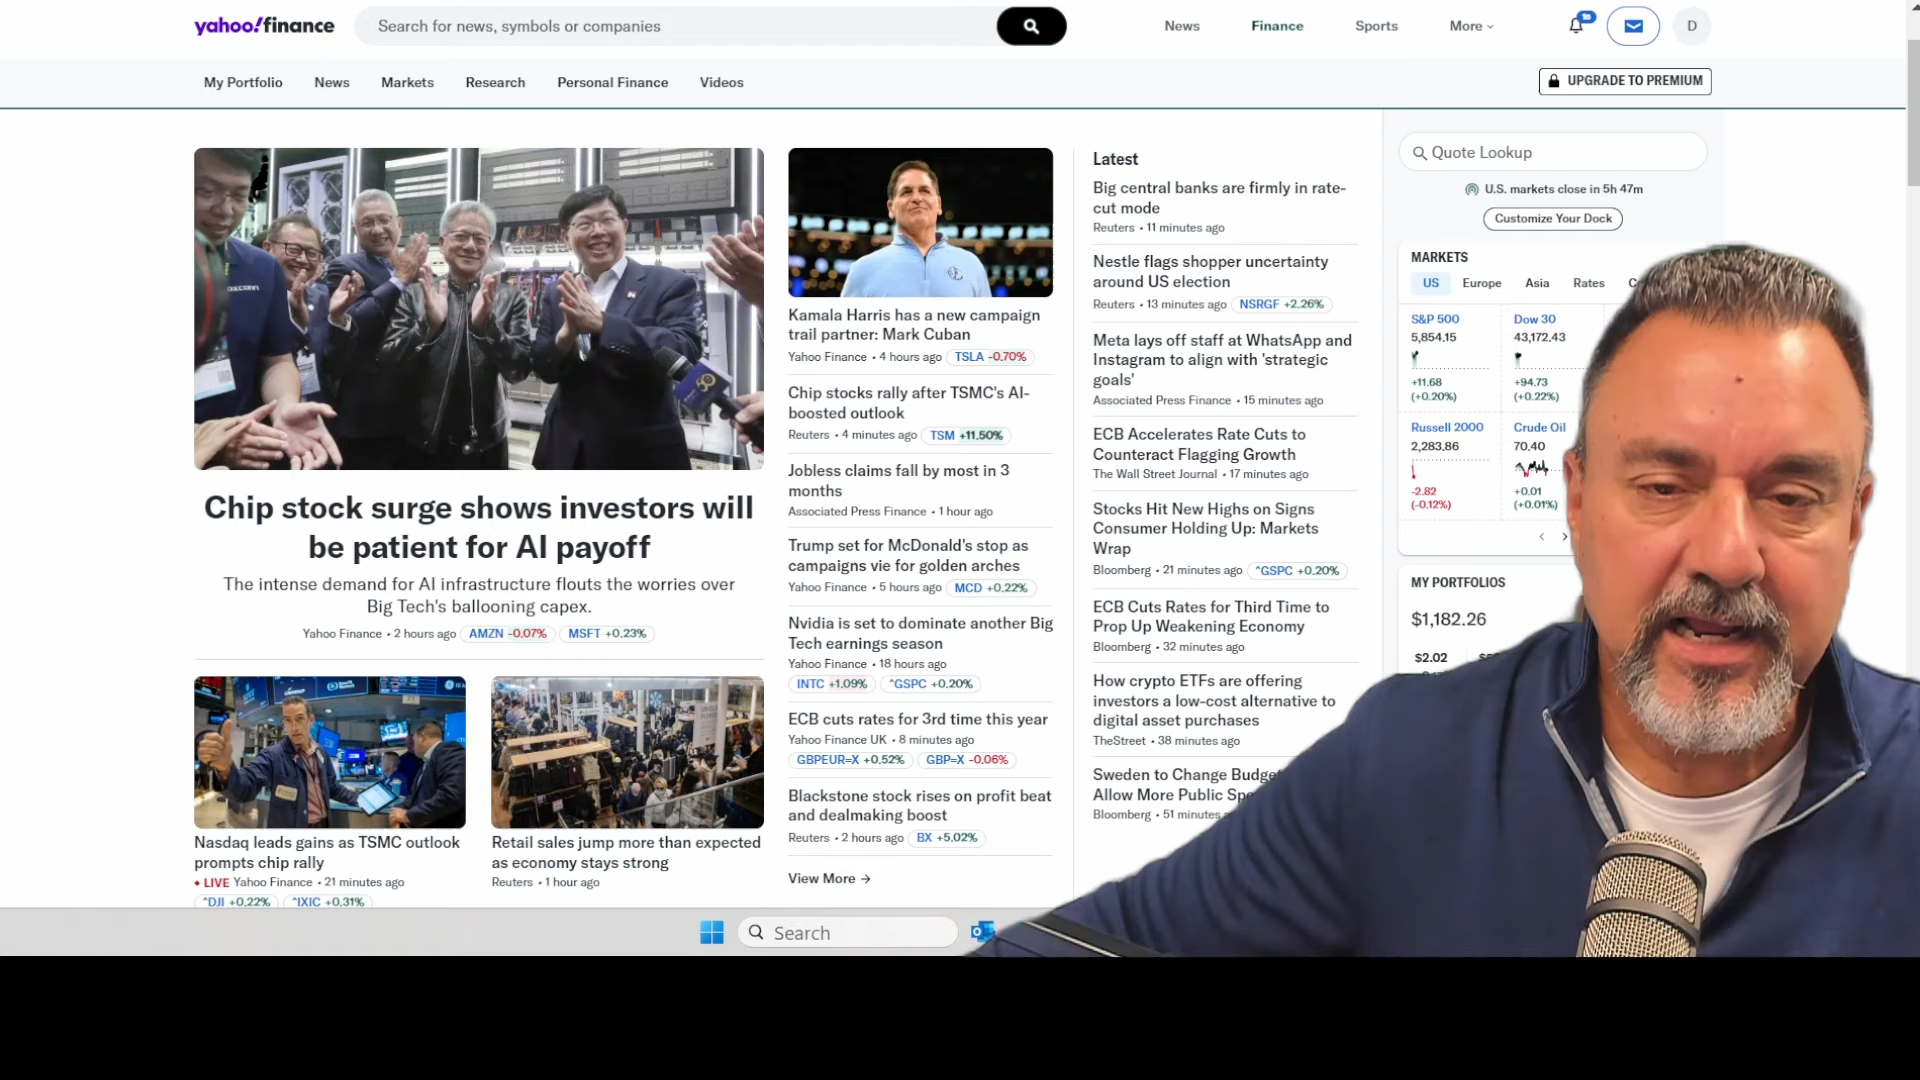 yahoo!finance
Search for news, symbols or companies
News
Finance
Sports
More
D
My Portfolio
News
Markets
Research
Personal Finance
Videos
UPGRADE TO PREMIUM
Chip stock surge shows investors will
be patient for AI payoff
The intense demand for AI infrastructure flouts the worries over
Big Tech's ballooning capex.
Yahoo Finance • 2 hours ago AMZN -0.07% MSFT +0.23%
Nasdaq leads gains as TSMC outlook
prompts chip rally
• LIVE Yahoo Finance • 21 minutes ago
^DJI +0.22% ^IXIC +0.31%
Retail sales jump more than expected
as economy stays strong
Reuters • 1 hour ago
Kamala Harris has a new campaign
trail partner: Mark Cuban
Yahoo Finance • 4 hours ago TSLA -0.70%
Chip stocks rally after TSMC's AI-
boosted outlook
Reuters • 4 minutes ago TSM +11.50%
Jobless claims fall by most in 3
months
Associated Press Finance • 1 hour ago
Trump set for McDonald's stop as
campaigns vie for golden arches
Yahoo Finance • 5 hours ago MCD +0.22%
Nvidia is set to dominate another Big
Tech earnings season
Yahoo Finance • 18 hours ago
INTC +1.09% ^GSPC +0.20%
ECB cuts rates for 3rd time this year
Yahoo Finance UK • 8 minutes ago
GBPEUR=X +0.52% GBP=X -0.06%
Blackstone stock rises on profit beat
and dealmaking boost
Reuters • 2 hours ago BX +5.02%
View More →
Latest
Big central banks are firmly in rate-
cut mode
Reuters • 11 minutes ago
Nestle flags shopper uncertainty
around US election
Reuters • 13 minutes ago NSRGF +2.26%
Meta lays off staff at WhatsApp and
Instagram to align with 'strategic
goals'
Associated Press Finance • 15 minutes ago
ECB Accelerates Rate Cuts to
Counteract Flagging Growth
The Wall Street Journal • 17 minutes ago
Stocks Hit New Highs on Signs
Consumer Holding Up: Markets
Wrap
Bloomberg • 21 minutes ago ^GSPC +0.20%
ECB Cuts Rates for Third Time to
Prop Up Weakening Economy
Bloomberg • 32 minutes ago
How crypto ETFs are offering
investors a low-cost alternative to
digital asset purchases
TheStreet • 38 minutes ago
Sweden to Change Budget
Allow More Public
Bloomberg • 51 minutes
Quote Lookup
U.S. markets close in 5h 47m
Customize Your Dock
MARKETS
US Europe Asia Rates
S&P 500
5,854.15
+11.68
(+0.20%)
Dow 30
43,172.43
+94.73
(+0.22%)
Russell 2000
2,283.86
-2.82
(-0.12%)
Crude Oil
70.40
+0.01
(+0.01%)
MY PORTFOLIOS
$1,182.26
$2.02
Search